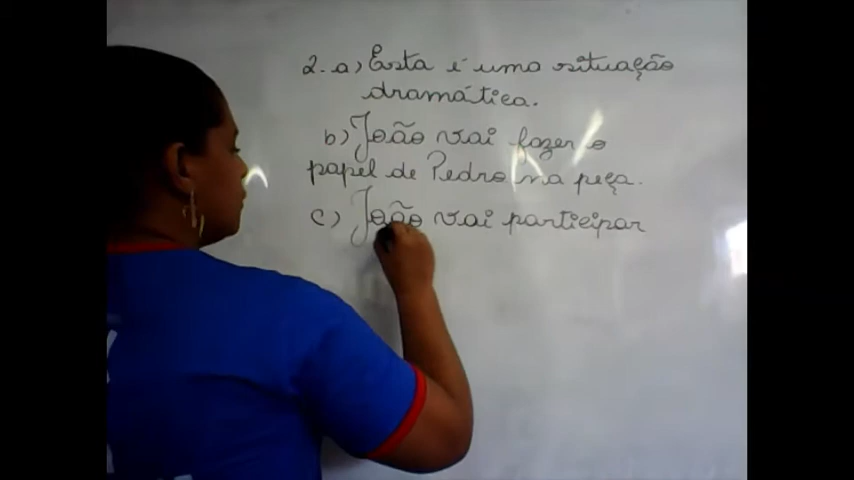 2. a) Esta é uma situação
dramática.
b) João vai fazer o
papel de Pedro na peça.
c) João vai participar